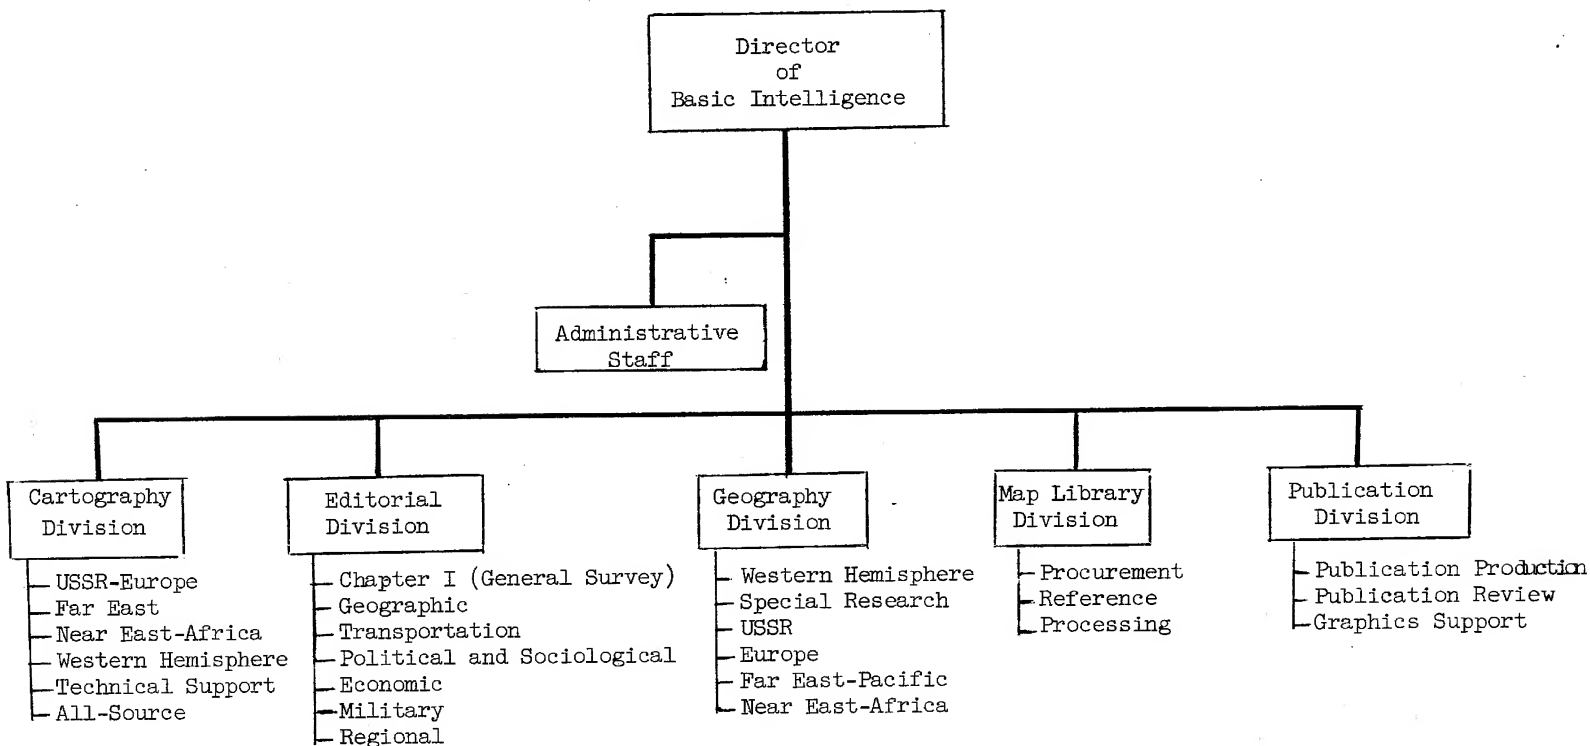 Director
of
Basic Intelligence
Administrative
Staff
Cartography
Division
USSR-Europe
Far East
Near East-Africa
Western Hemisphere
Technical Support
All-Source
Editorial
Division
Chapter I (General Survey)
Geographic
Transportation
Political and Sociological
Economic
Military
Regional
Geography
Division
Western Hemisphere
Special Research
USSR
Europe
Far East-Pacific
Near East-Africa
Map Library
Division
Procurement
Reference
Processing
Publication
Division
Publication Production
Publication Review
Graphics Support